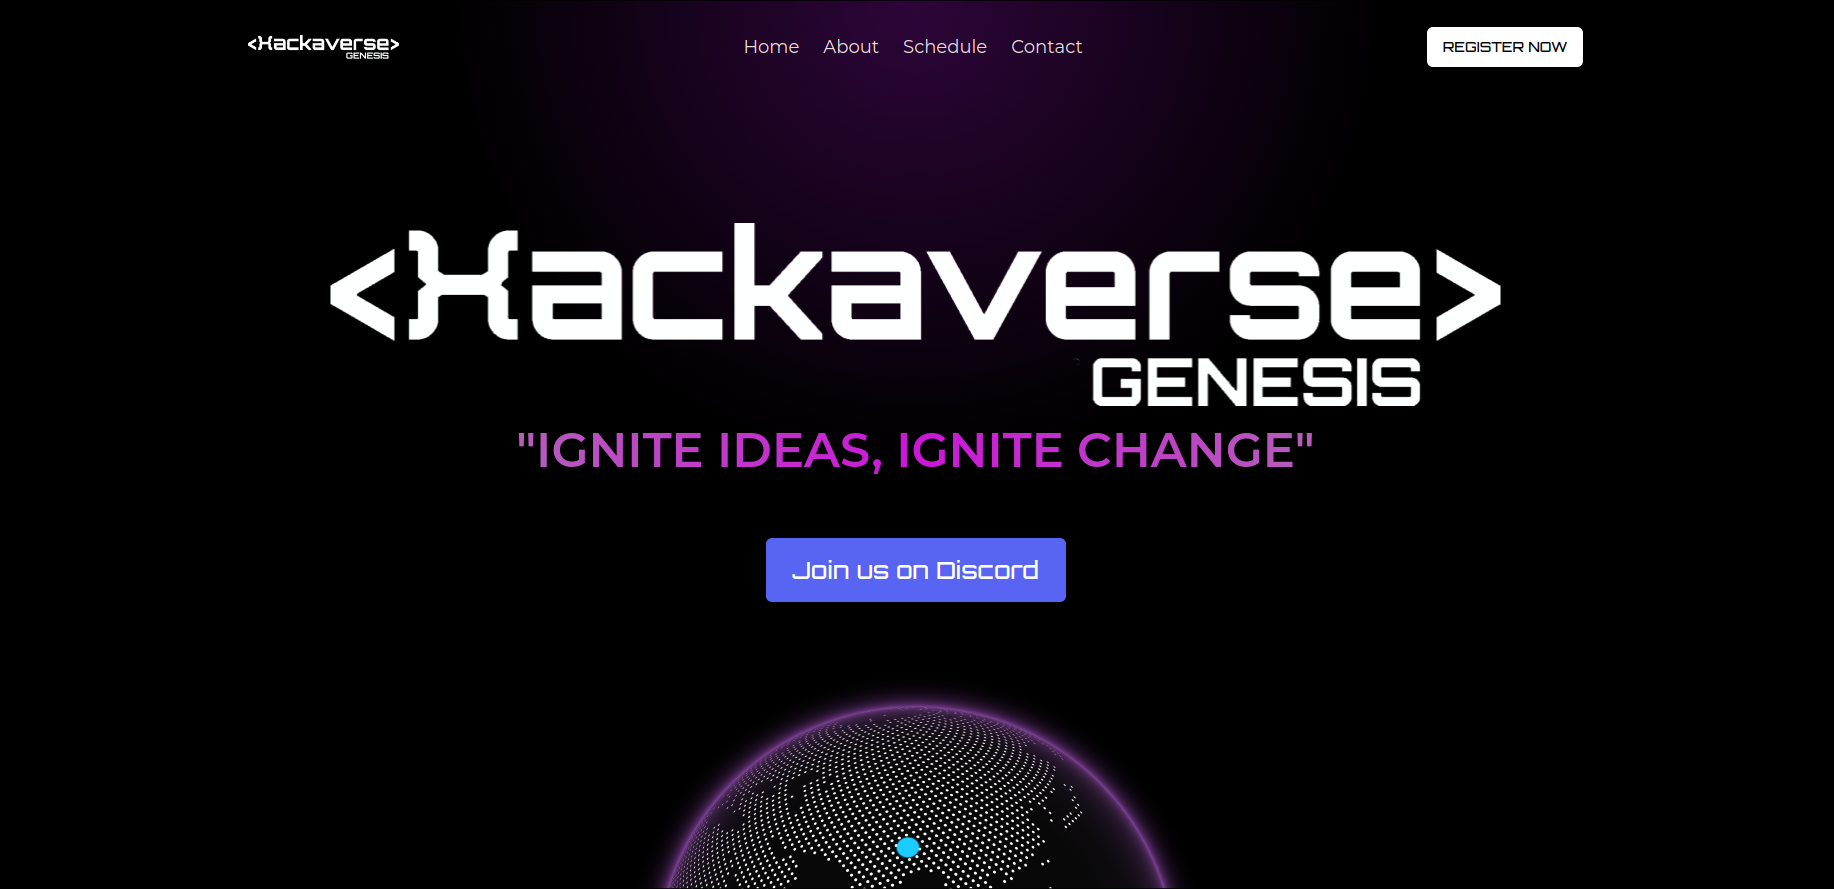 <Hackaverse>
GENESIS
Home About Schedule Contact
REGISTER NOW
<Hackaverse>
GENESIS
"IGNITE IDEAS, IGNITE CHANGE"
Join us on Discord